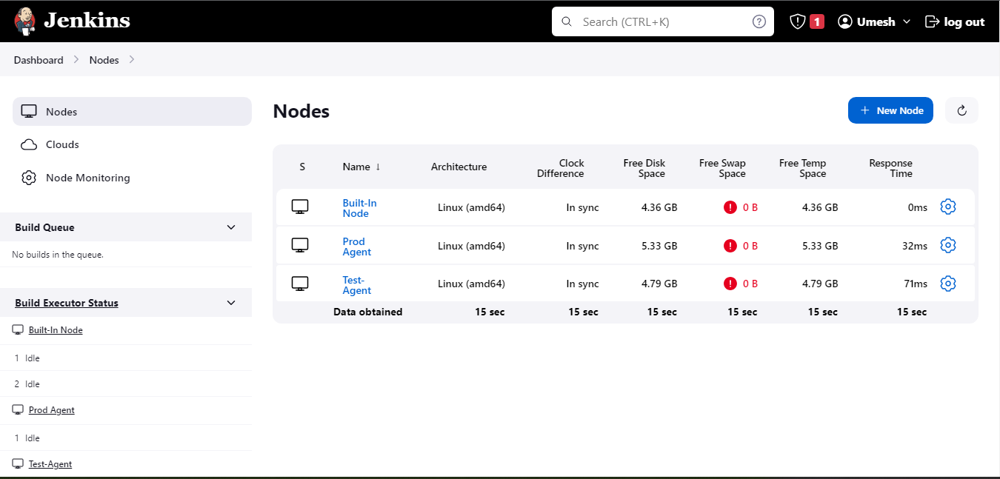 Jenkins
Search (CTRL+K)
1
Umesh
log out
Dashboard
Nodes
Nodes
Clouds
Node Monitoring
Build Queue
No builds in the queue.
Build Executor Status
Built-In Node
1 Idle
2 Idle
Prod Agent
1 Idle
Test-Agent
Nodes
+ New Node
S Name ↓ Architecture Clock Difference Free Disk Space Free Swap Space Free Temp Space Response Time
Built-In Node Linux (amd64) In sync 4.36 GB 0 B 4.36 GB 0ms
Prod Agent Linux (amd64) In sync 5.33 GB 0 B 5.33 GB 32ms
Test-Agent Linux (amd64) In sync 4.79 GB 0 B 4.79 GB 71ms
Data obtained 15 sec 15 sec 15 sec 15 sec 15 sec 15 sec